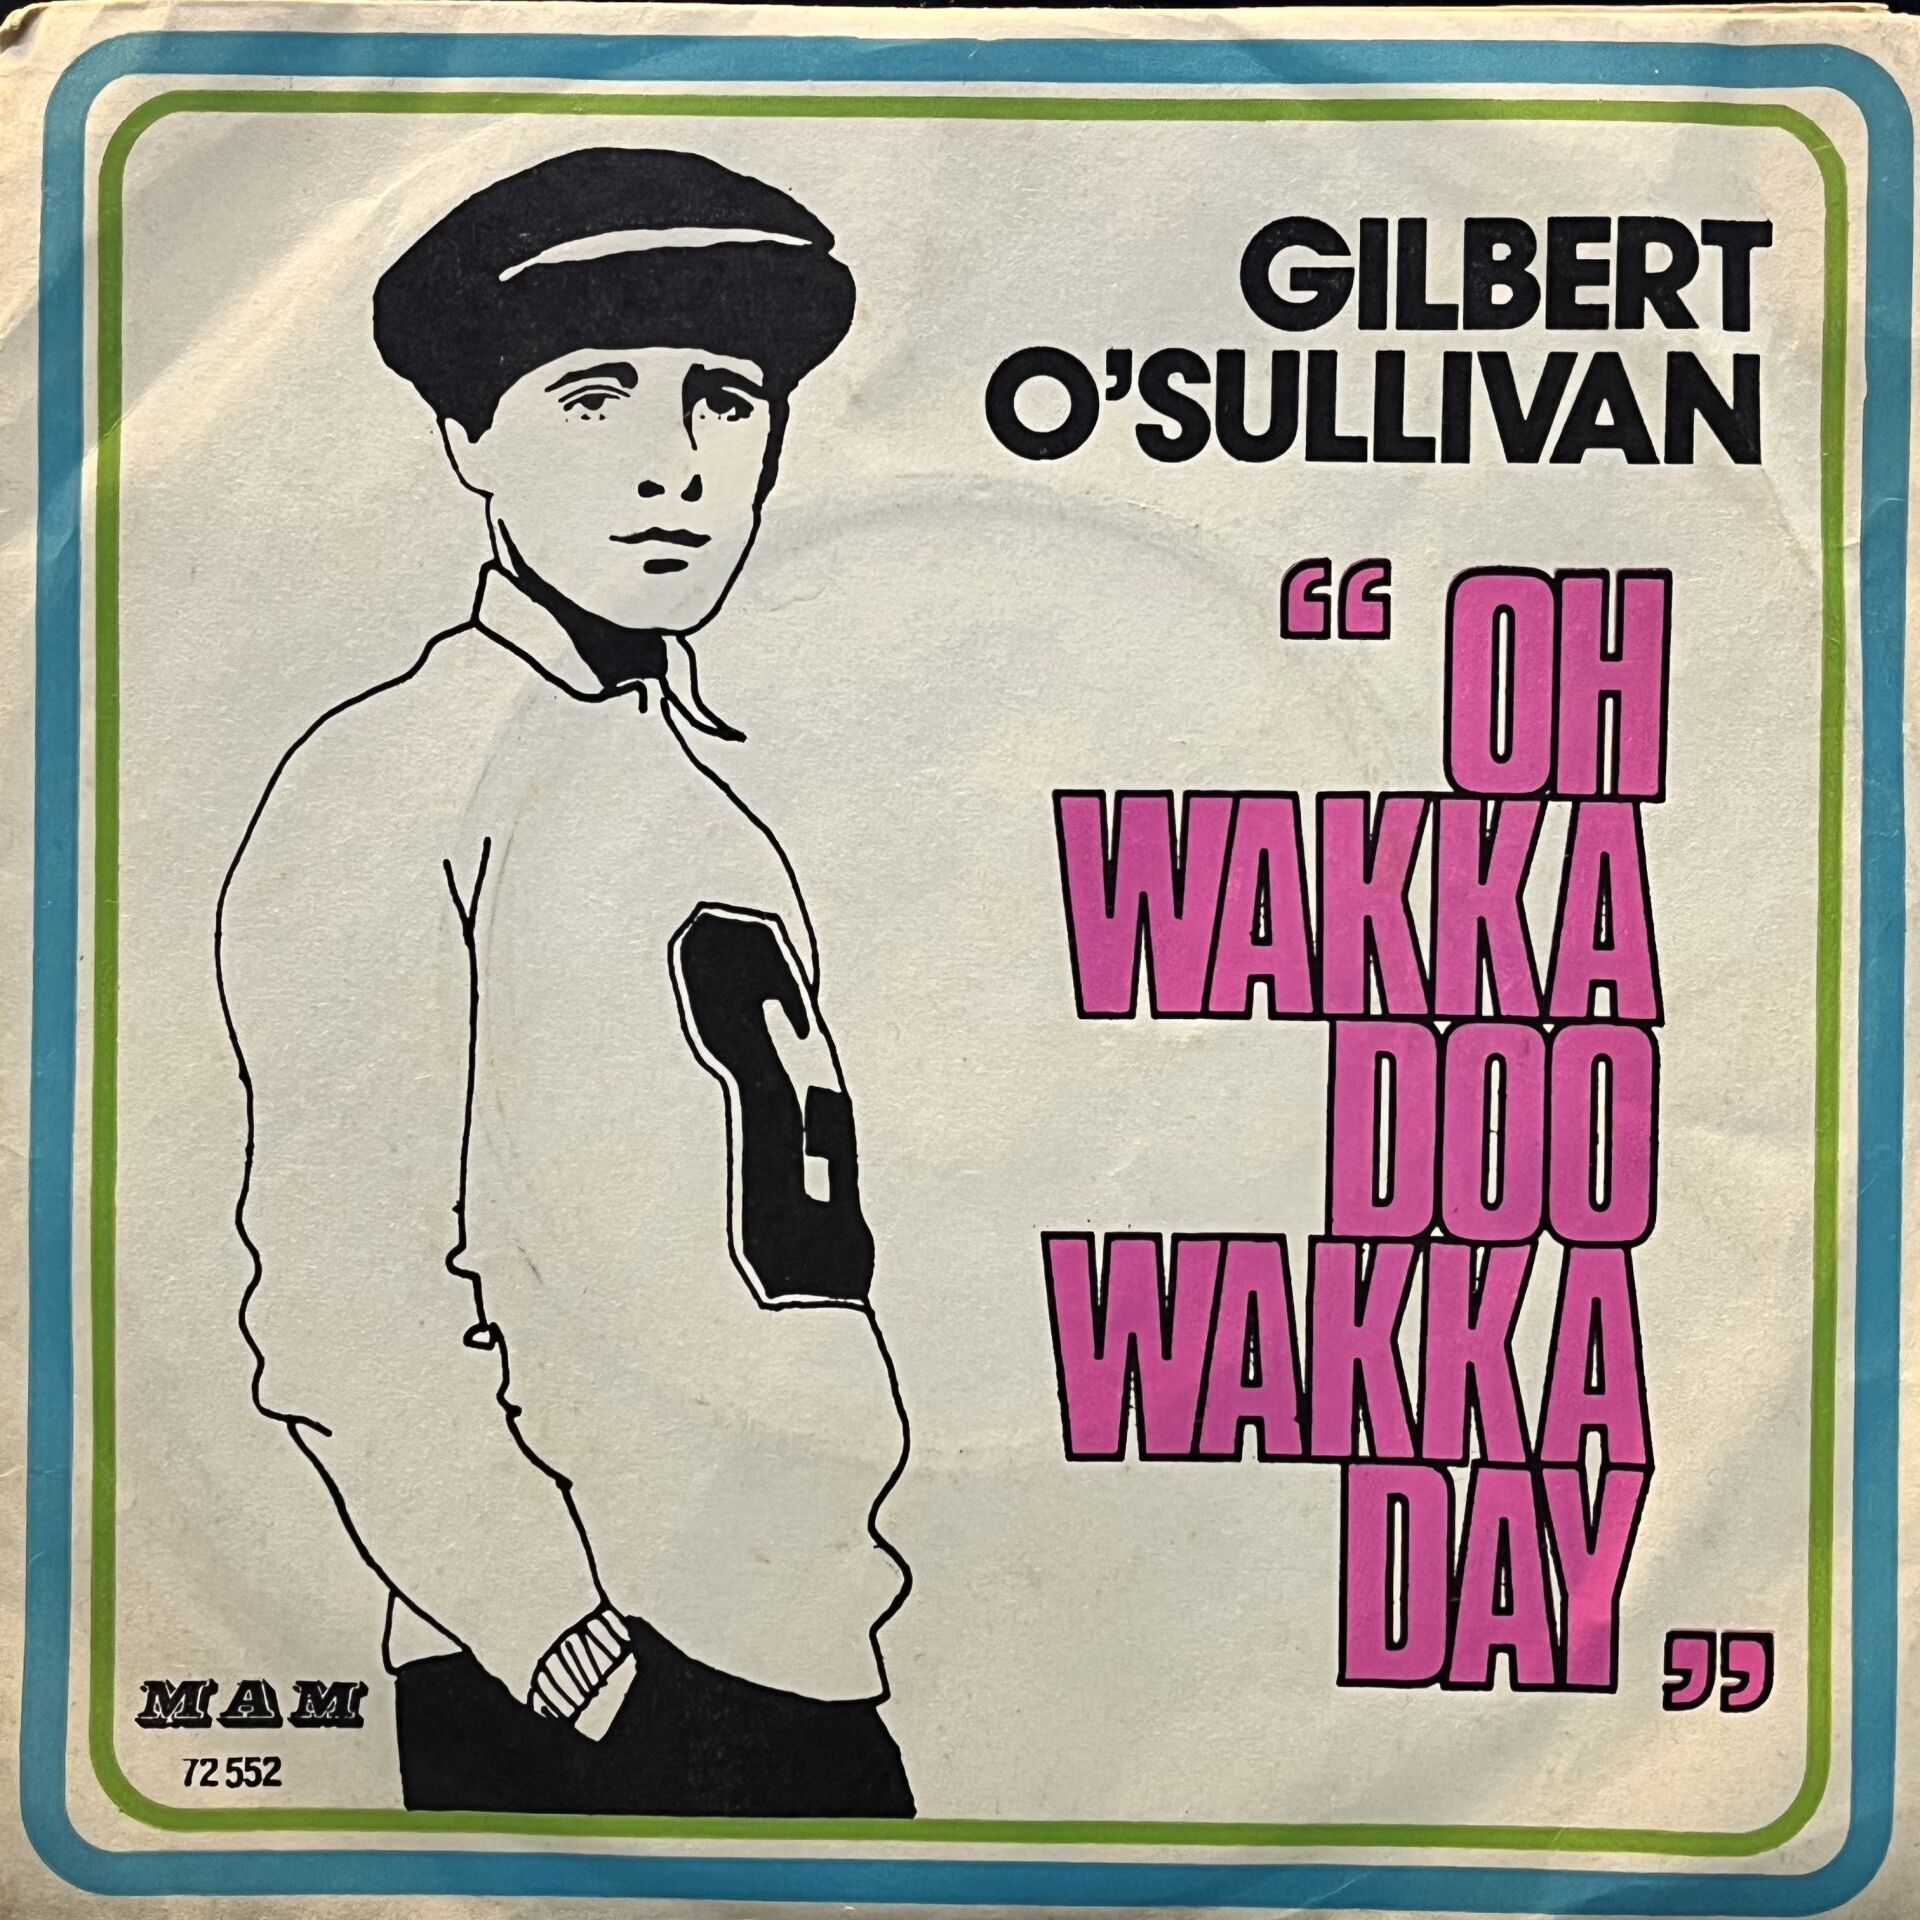 GILBERT
O'SULLIVAN
“ OH
WAKKA
DOO
WAKKA
DAY ”
G
MAM
72 552